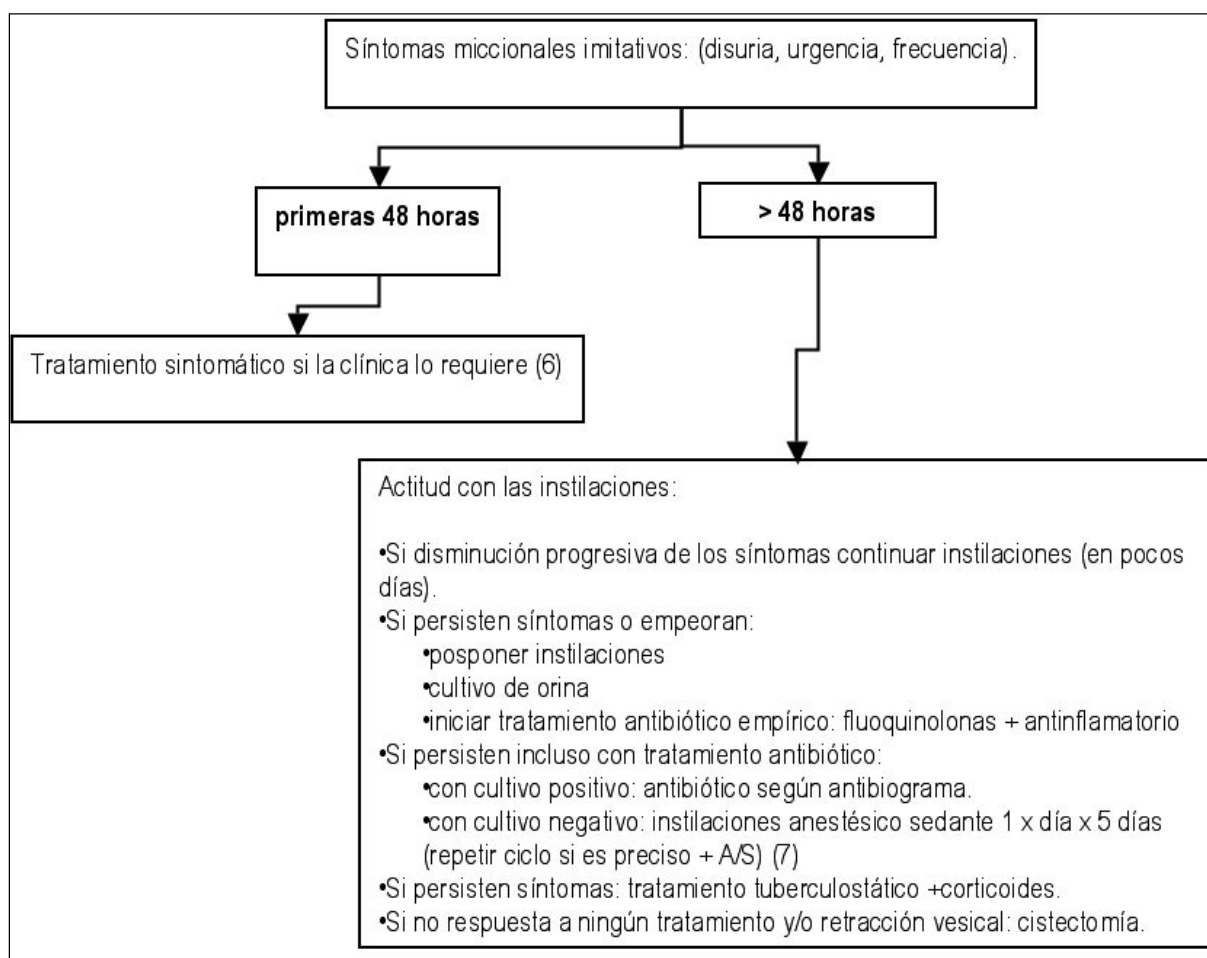 Síntomas miccionales imitativos: (disuria, urgencia, frecuencia).
primeras 48 horas
> 48 horas
Tratamiento sintomático si la clínica lo requiere (6)
Actitud con las instilaciones:
•Si disminución progresiva de los síntomas continuar instilaciones (en pocos
días).
•Si persisten síntomas o empeoran:
•posponer instilaciones
•cultivo de orina
•iniciar tratamiento antibiótico empírico: fluoquinolonas + antinflamatorio
•Si persisten incluso con tratamiento antibiótico:
•con cultivo positivo: antibiótico según antibiograma.
•con cultivo negativo: instilaciones anestésico sedante 1 x día x 5 días
(repetir ciclo si es preciso + A/S) (7)
•Si persisten síntomas: tratamiento tuberculostático +corticoides.
•Si no respuesta a ningún tratamiento y/o retracción vesical: cistectomía.